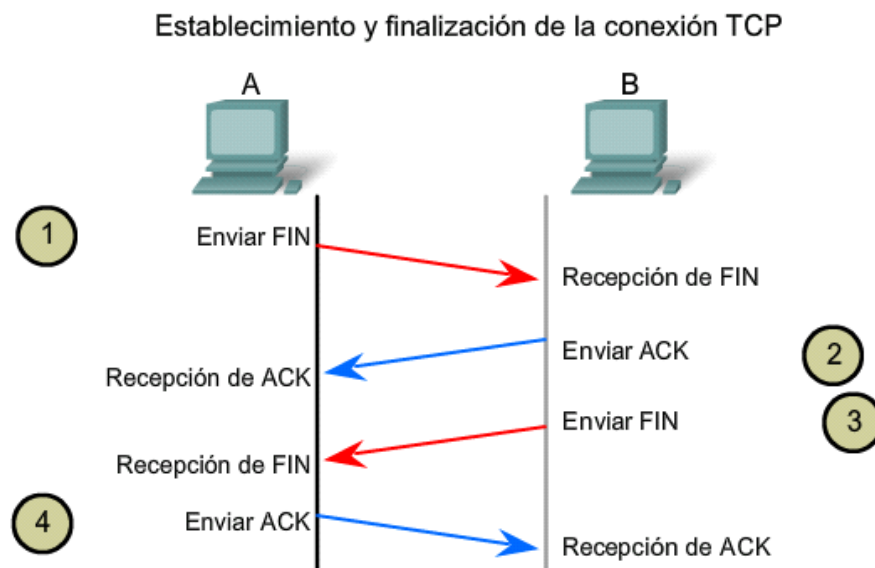 Establecimiento y finalización de la conexión TCP
A
B
1
Enviar FIN
Recepción de FIN
Enviar ACK
2
Recepción de ACK
Enviar FIN
3
Recepción de FIN
4
Enviar ACK
Recepción de ACK